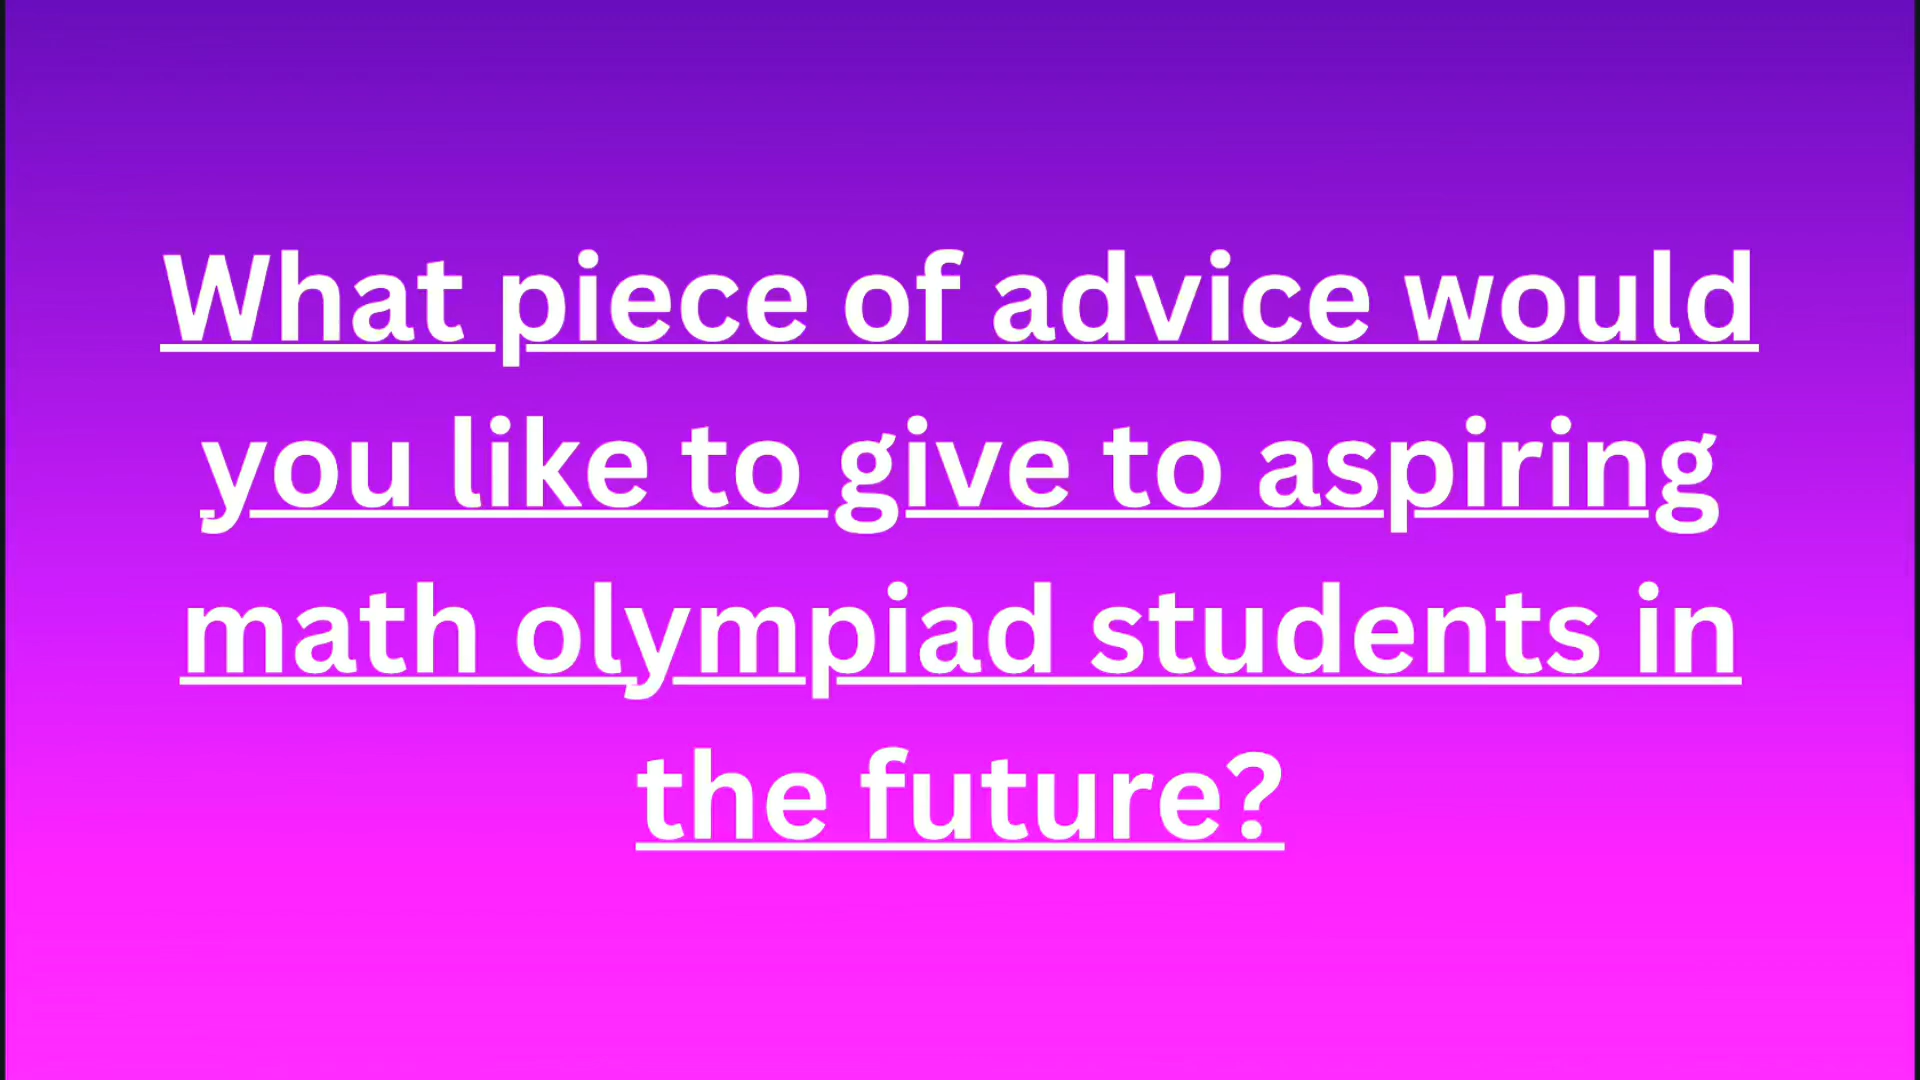 What piece of advice would
you like to give to aspiring
math olympiad students in
the future?